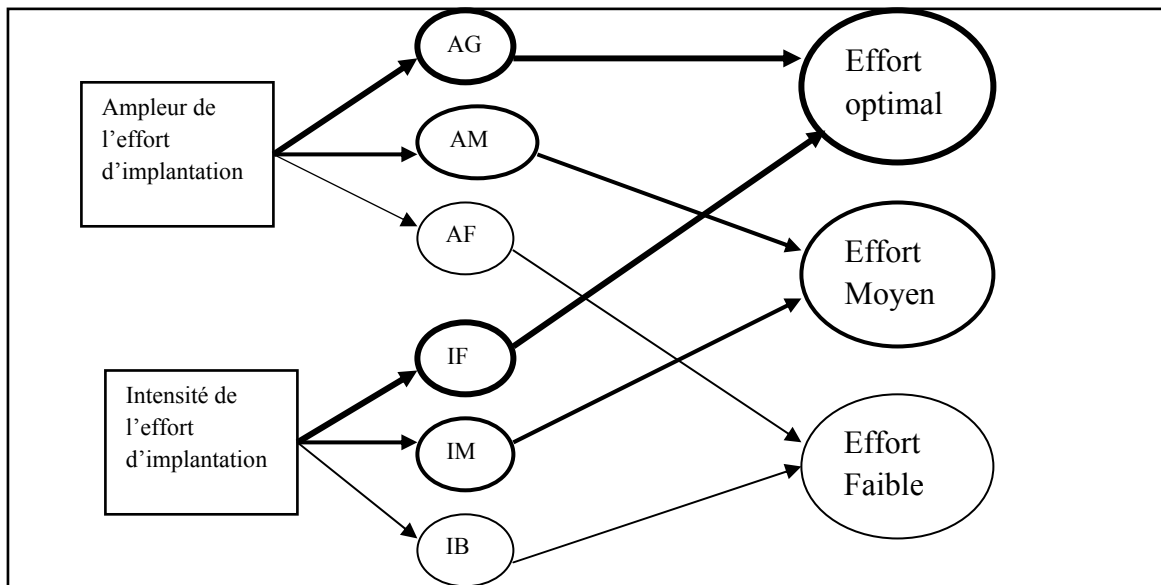 AG
Effort
optimal
Ampleur de
l’effort
d’implantation
AM
AF
Effort
Moyen
IF
Intensité de
l’effort
d’implantation
IM
Effort
Faible
IB